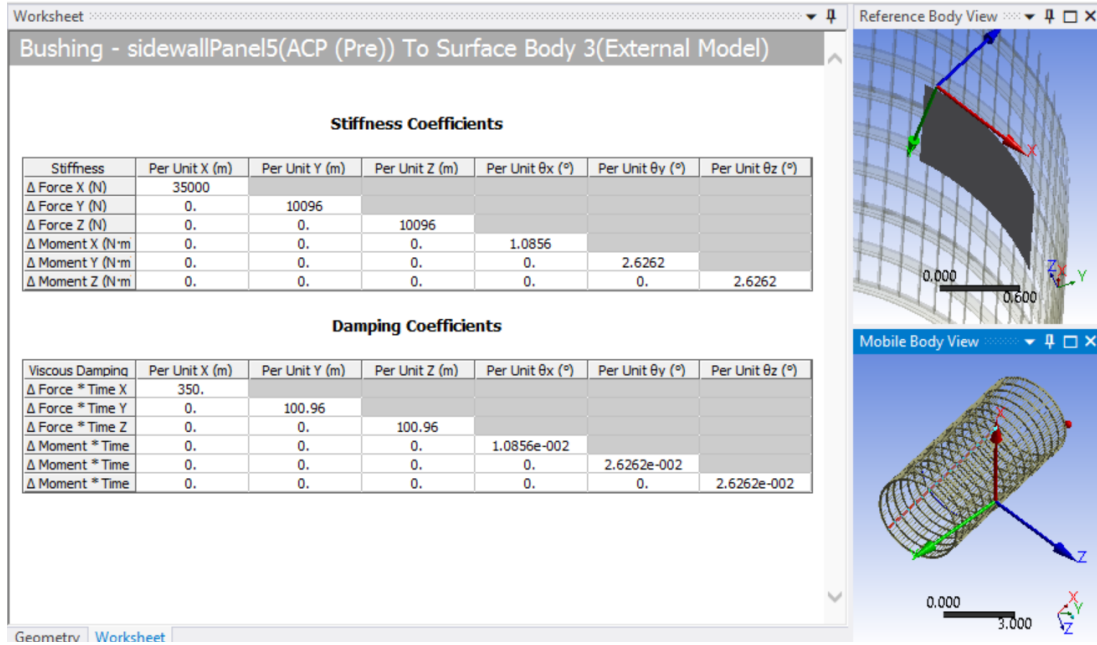 Worksheet
Bushing - sidewallPanel5(ACP (Pre)) To Surface Body 3(External Model)
Stiffness Coefficients
Stiffness Per Unit X (m) Per Unit Y (m) Per Unit Z (m) Per Unit θx (°) Per Unit θy (°) Per Unit θz (°)
Δ Force X (N) 35000
Δ Force Y (N) 0. 10096
Δ Force Z (N) 0. 0. 10096
Δ Moment X (N·m 0. 0. 0. 1.0856
Δ Moment Y (N·m 0. 0. 0. 0. 2.6262
Δ Moment Z (N·m 0. 0. 0. 0. 0. 2.6262
Damping Coefficients
Viscous Damping Per Unit X (m) Per Unit Y (m) Per Unit Z (m) Per Unit θx (°) Per Unit θy (°) Per Unit θz (°)
Δ Force * Time X 350.
Δ Force * Time Y 0. 100.96
Δ Force * Time Z 0. 0. 100.96
Δ Moment * Time 0. 0. 0. 1.0856e-002
Δ Moment * Time 0. 0. 0. 0. 2.6262e-002
Δ Moment * Time 0. 0. 0. 0. 0. 2.6262e-002
Geometry Worksheet
Reference Body View
X
0.000
0.600
Z X Y
Mobile Body View
X
Z
0.000
3.000
X
Y
Z